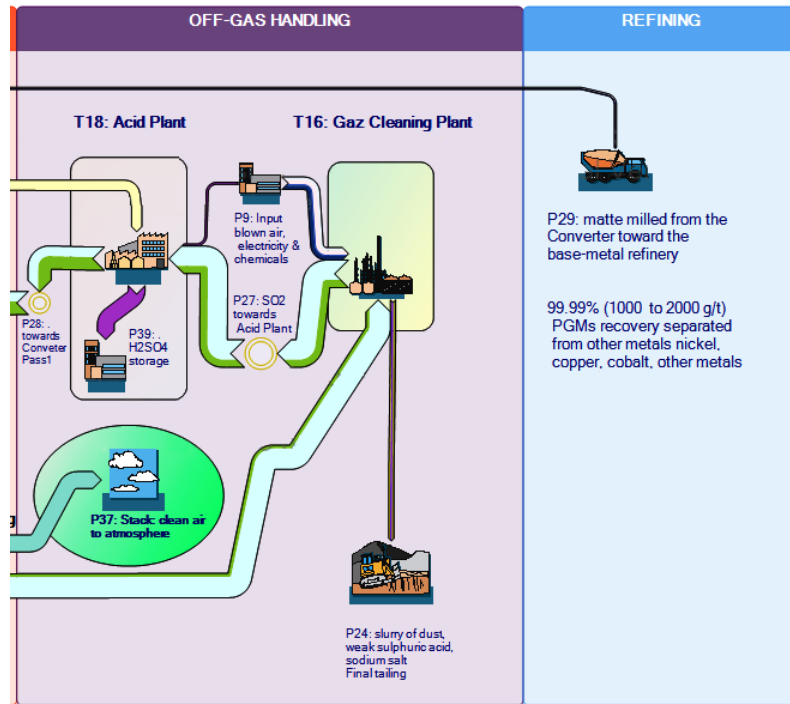 OFF-GAS HANDLING
REFINING
T18: Acid Plant
T16: Gaz Cleaning Plant
P9: Input
blown air,
electricity &
chemicals
P29: matte milled from the
Converter toward the
base-metal refinery
P27: SO2
towards
Acid Plant
99.99% (1000 to 2000 g/t)
PGMs recovery separated
from other metals nickel,
copper, cobalt, other metals
P28: .
towards
Conveter
Pass1
P39: .
H2SO4
storage
P37: Stack: clean air
to atmosphere
P24: slurry of dust,
weak sulphuric acid,
sodium salt
Final tailing